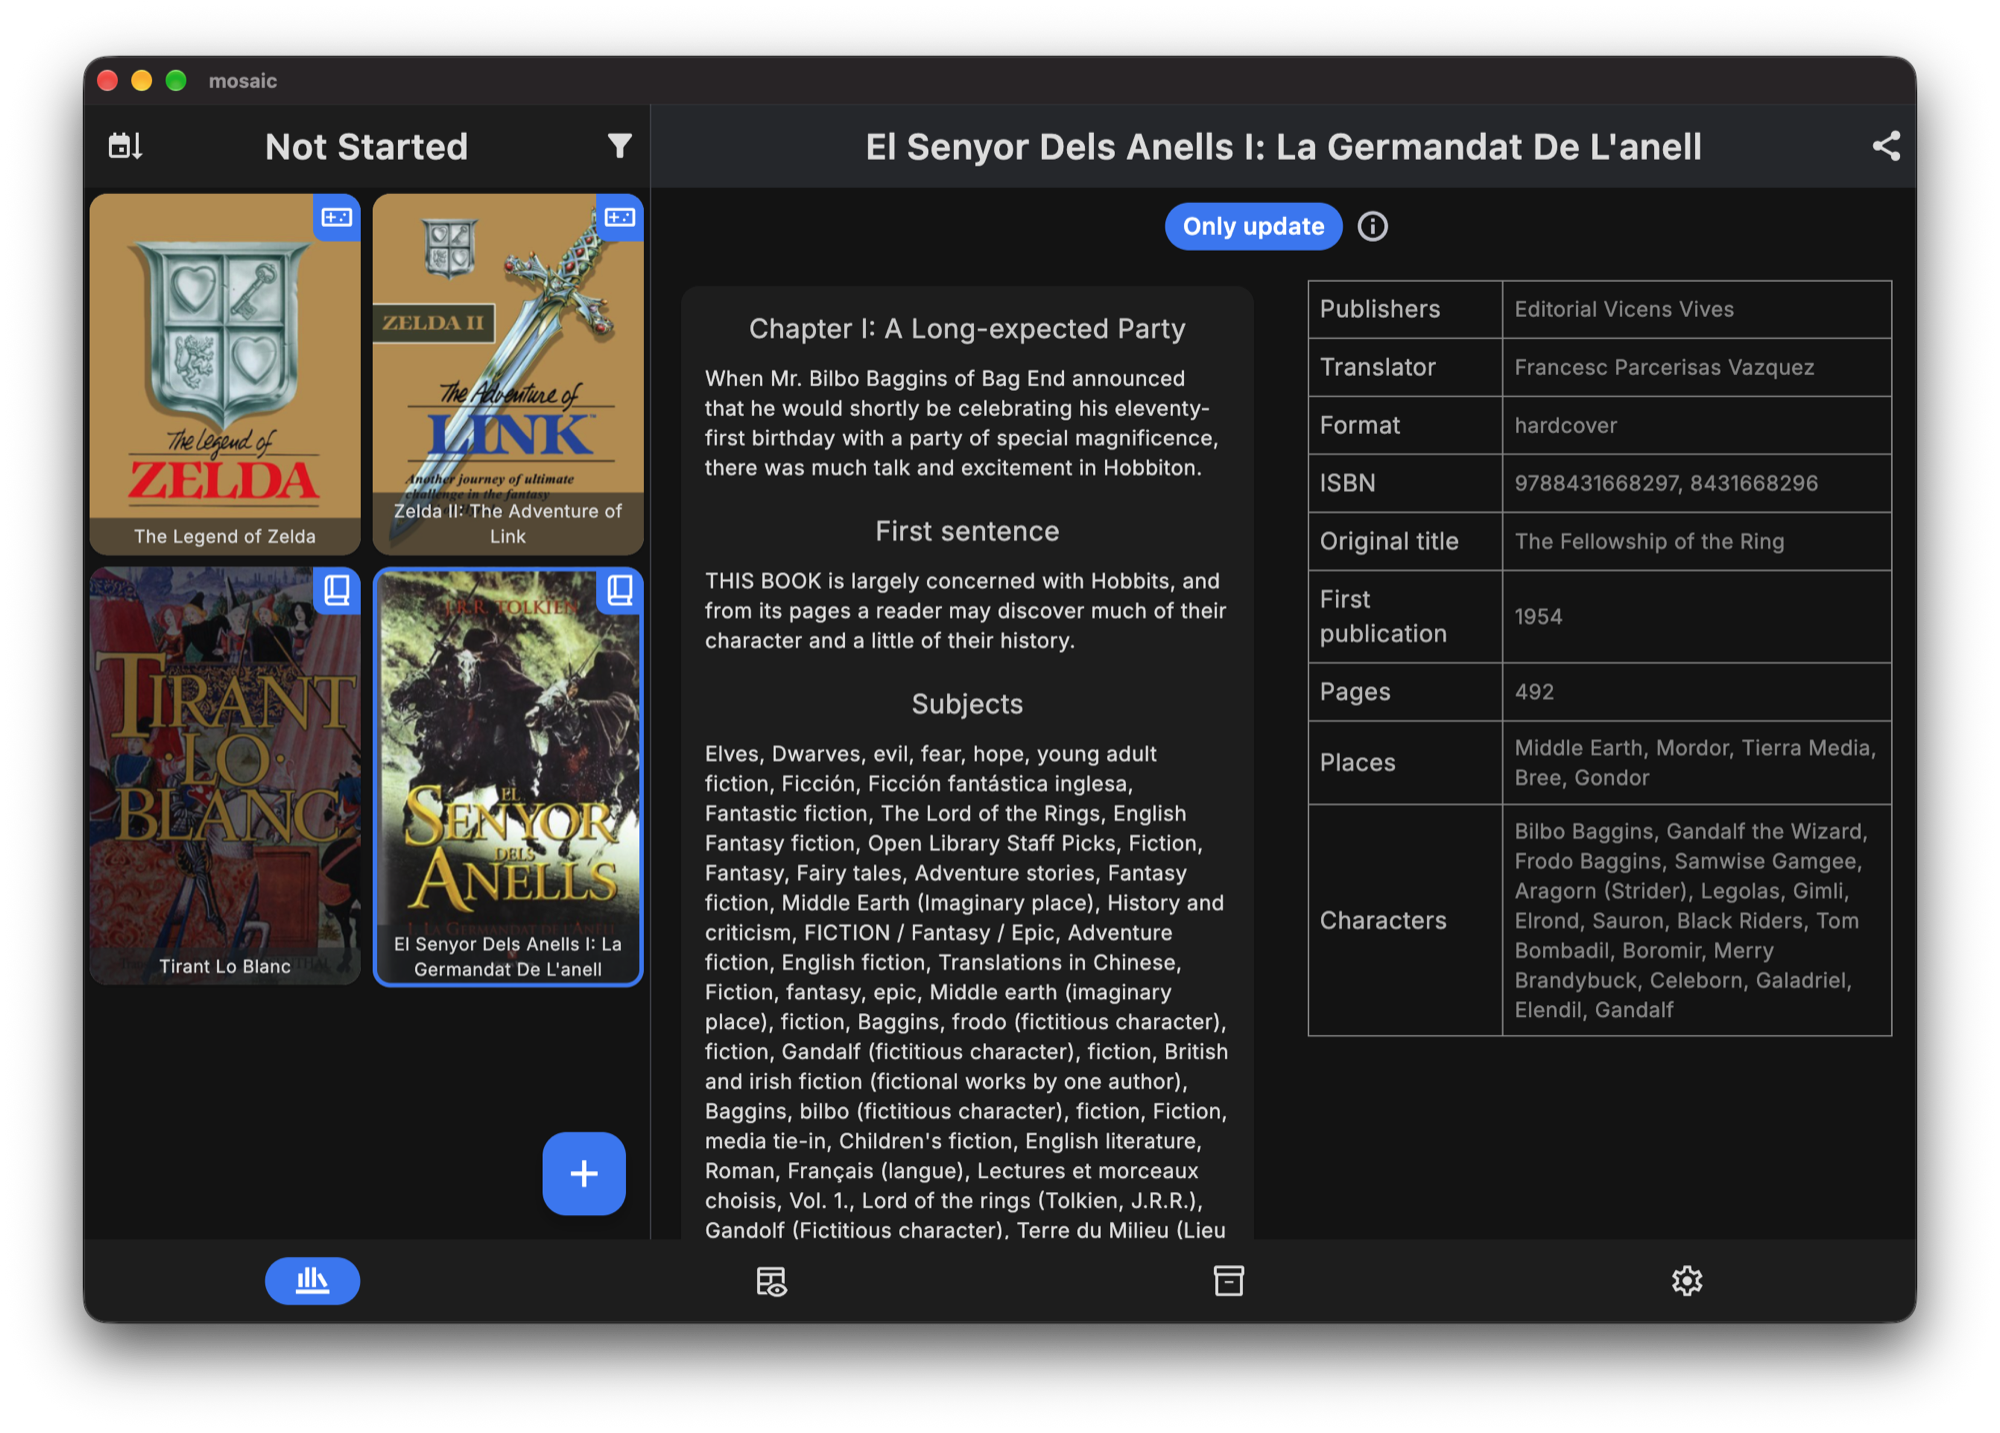 mosaic
Not Started
The Legend of
ZELDA
The Legend of Zelda
ZELDA II
The Adventure of
LINK
Another journey of ultimate
challenge in the fantasy
Zelda II: The Adventure of
Link
TIRANT
·LO·
BLANC
Tirant Lo Blanc
J.R.R. TOLKIEN
EL
SENYOR
DELS
ANELLS
I. LA GERMANDAT DE L'ANELL
El Senyor Dels Anells I: La
Germandat De L'anell
El Senyor Dels Anells I: La Germandat De L'anell
Only update
Chapter I: A Long-expected Party
When Mr. Bilbo Baggins of Bag End announced
that he would shortly be celebrating his eleventy-
first birthday with a party of special magnificence,
there was much talk and excitement in Hobbiton.
First sentence
THIS BOOK is largely concerned with Hobbits, and
from its pages a reader may discover much of their
character and a little of their history.
Subjects
Elves, Dwarves, evil, fear, hope, young adult
fiction, Ficción, Ficción fantástica inglesa,
Fantastic fiction, The Lord of the Rings, English
Fantasy fiction, Open Library Staff Picks, Fiction,
Fantasy, Fairy tales, Adventure stories, Fantasy
fiction, Middle Earth (Imaginary place), History and
criticism, FICTION / Fantasy / Epic, Adventure
fiction, English fiction, Translations in Chinese,
Fiction, fantasy, epic, Middle earth (imaginary
place), fiction, Baggins, frodo (fictitious character),
fiction, Gandalf (fictitious character), fiction, British
and irish fiction (fictional works by one author),
Baggins, bilbo (fictitious character), fiction, Fiction,
media tie-in, Children's fiction, English literature,
Roman, Français (langue), Lectures et morceaux
choisis, Vol. 1., Lord of the rings (Tolkien, J.R.R.),
Gandolf (Fictitious character), Terre du Milieu (Lieu
Publishers
Editorial Vicens Vives
Translator
Francesc Parcerisas Vazquez
Format
hardcover
ISBN
9788431668297, 8431668296
Original title
The Fellowship of the Ring
First
publication
1954
Pages
492
Places
Middle Earth, Mordor, Tierra Media,
Bree, Gondor
Characters
Bilbo Baggins, Gandalf the Wizard,
Frodo Baggins, Samwise Gamgee,
Aragorn (Strider), Legolas, Gimli,
Elrond, Sauron, Black Riders, Tom
Bombadil, Boromir, Merry
Brandybuck, Celeborn, Galadriel,
Elendil, Gandalf